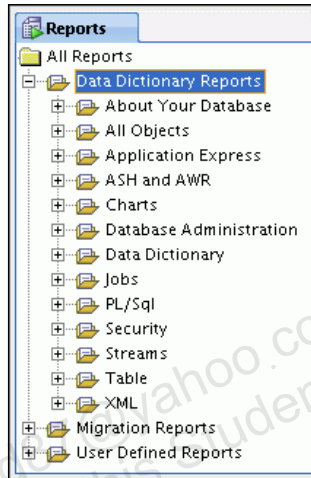 Reports
All Reports
Data Dictionary Reports
About Your Database
All Objects
Application Express
ASH and AWR
Charts
Database Administration
Data Dictionary
Jobs
PL/Sql
Security
Streams
Table
XML
Migration Reports
User Defined Reports